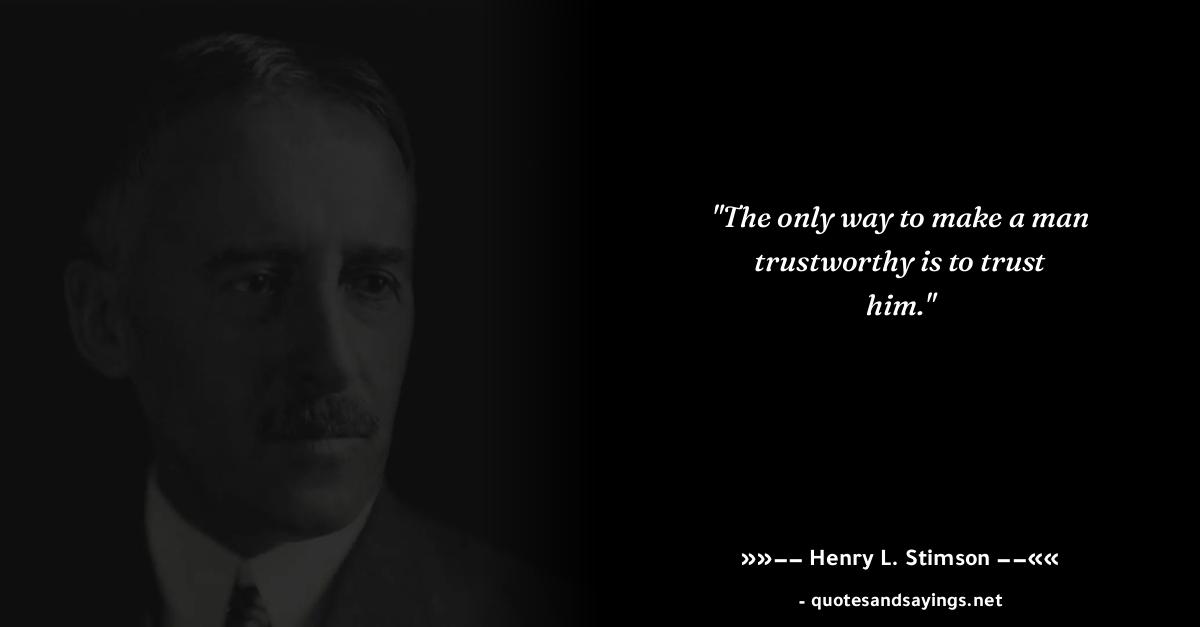 "The only way to make a man
trustworthy is to trust
him."
»»−− Henry L. Stimson −−««
- quotesandsayings.net